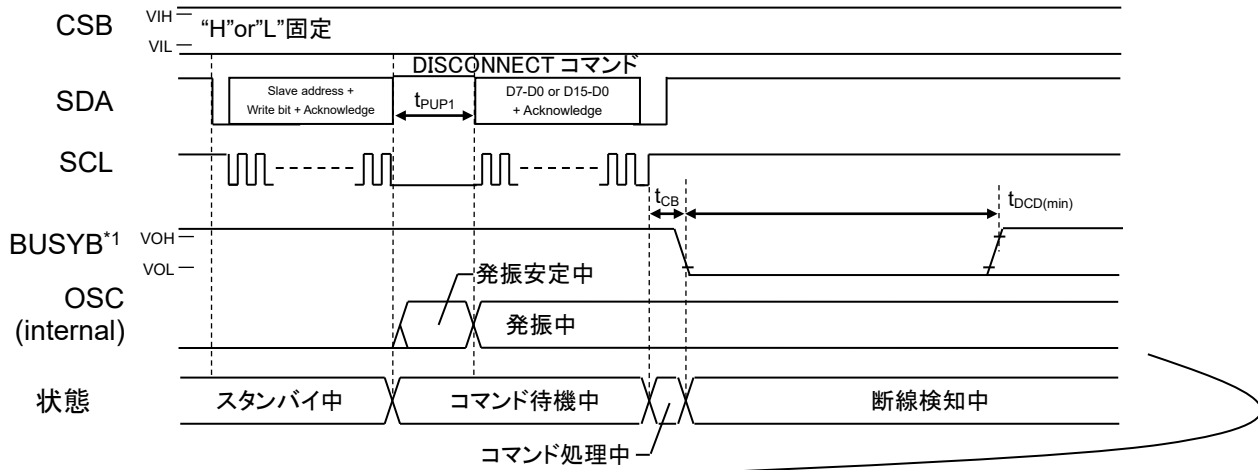 CSB
VIH
VIL
“H”or”L”固定
DISCONNECT コマンド
SDA
Slave address +
Write bit + Acknowledge
tPUP1
D7-D0 or D15-D0
+ Acknowledge
SCL
tCB
tDCD(min)
BUSYB*1
VOH
VOL
発振安定中
OSC
(internal)
発振中
状態
スタンバイ中
コマンド待機中
断線検知中
コマンド処理中